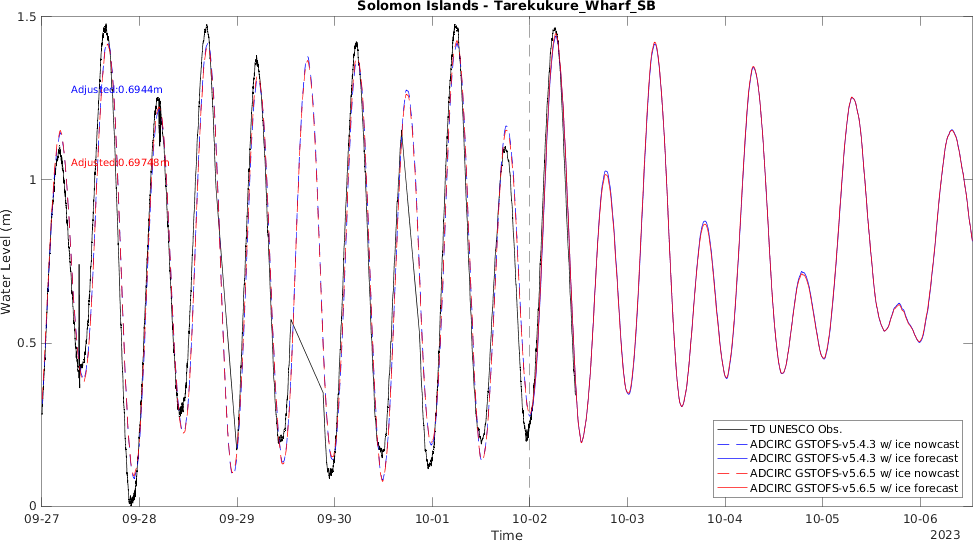 Solomon Islands - Tarekukure_Wharf_SB
1.5
1
0.5
0
Water Level (m)
Adjusted:0.6944m
Adjusted:0.69748m
TD UNESCO Obs.
ADCIRC GSTOFS-v5.4.3 w/ ice nowcast
ADCIRC GSTOFS-v5.4.3 w/ ice forecast
ADCIRC GSTOFS-v5.6.5 w/ ice nowcast
ADCIRC GSTOFS-v5.6.5 w/ ice forecast
09-27 09-28 09-29 09-30 10-01 10-02 10-03 10-04 10-05 10-06
Time
2023